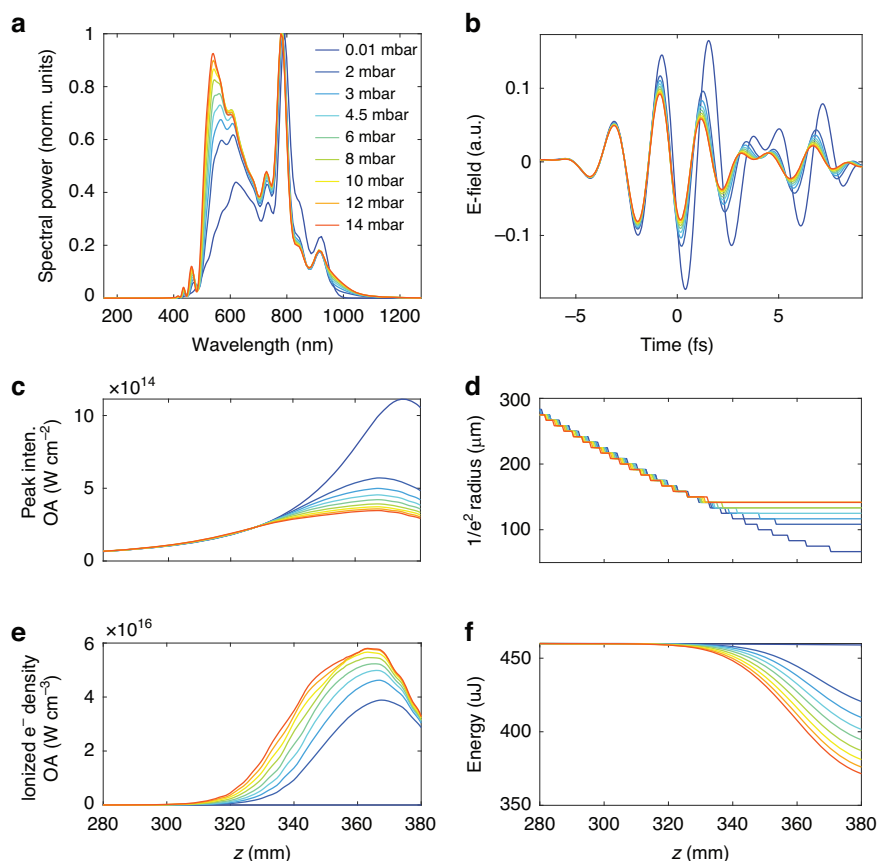 a
Spectral power (norm. units)
1
0.8
0.6
0.4
0.2
0
200 400 600 800 1000 1200
Wavelength (nm)
0.01 mbar
2 mbar
3 mbar
4.5 mbar
6 mbar
8 mbar
10 mbar
12 mbar
14 mbar
b
E-field (a.u.)
0.1
0
−0.1
−5 0 5
Time (fs)
c
×10¹⁴
Peak inten.
OA (W cm⁻²)
10
5
0
d
1/e² radius (μm)
300
200
100
e
×10¹⁶
Ionized e⁻ density
OA (W cm⁻³)
6
4
2
0
280 300 320 340 360 380
z (mm)
f
Energy (uJ)
450
400
350
280 300 320 340 360 380
z (mm)